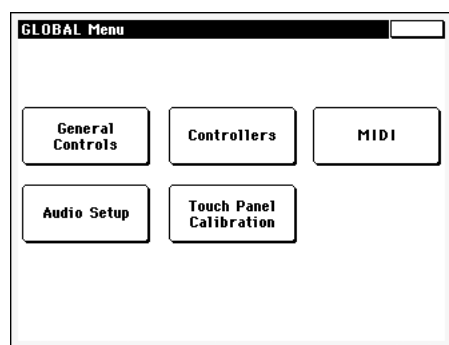 GLOBAL Menu
General
Controls
Controllers
MIDI
Audio Setup
Touch Panel
Calibration